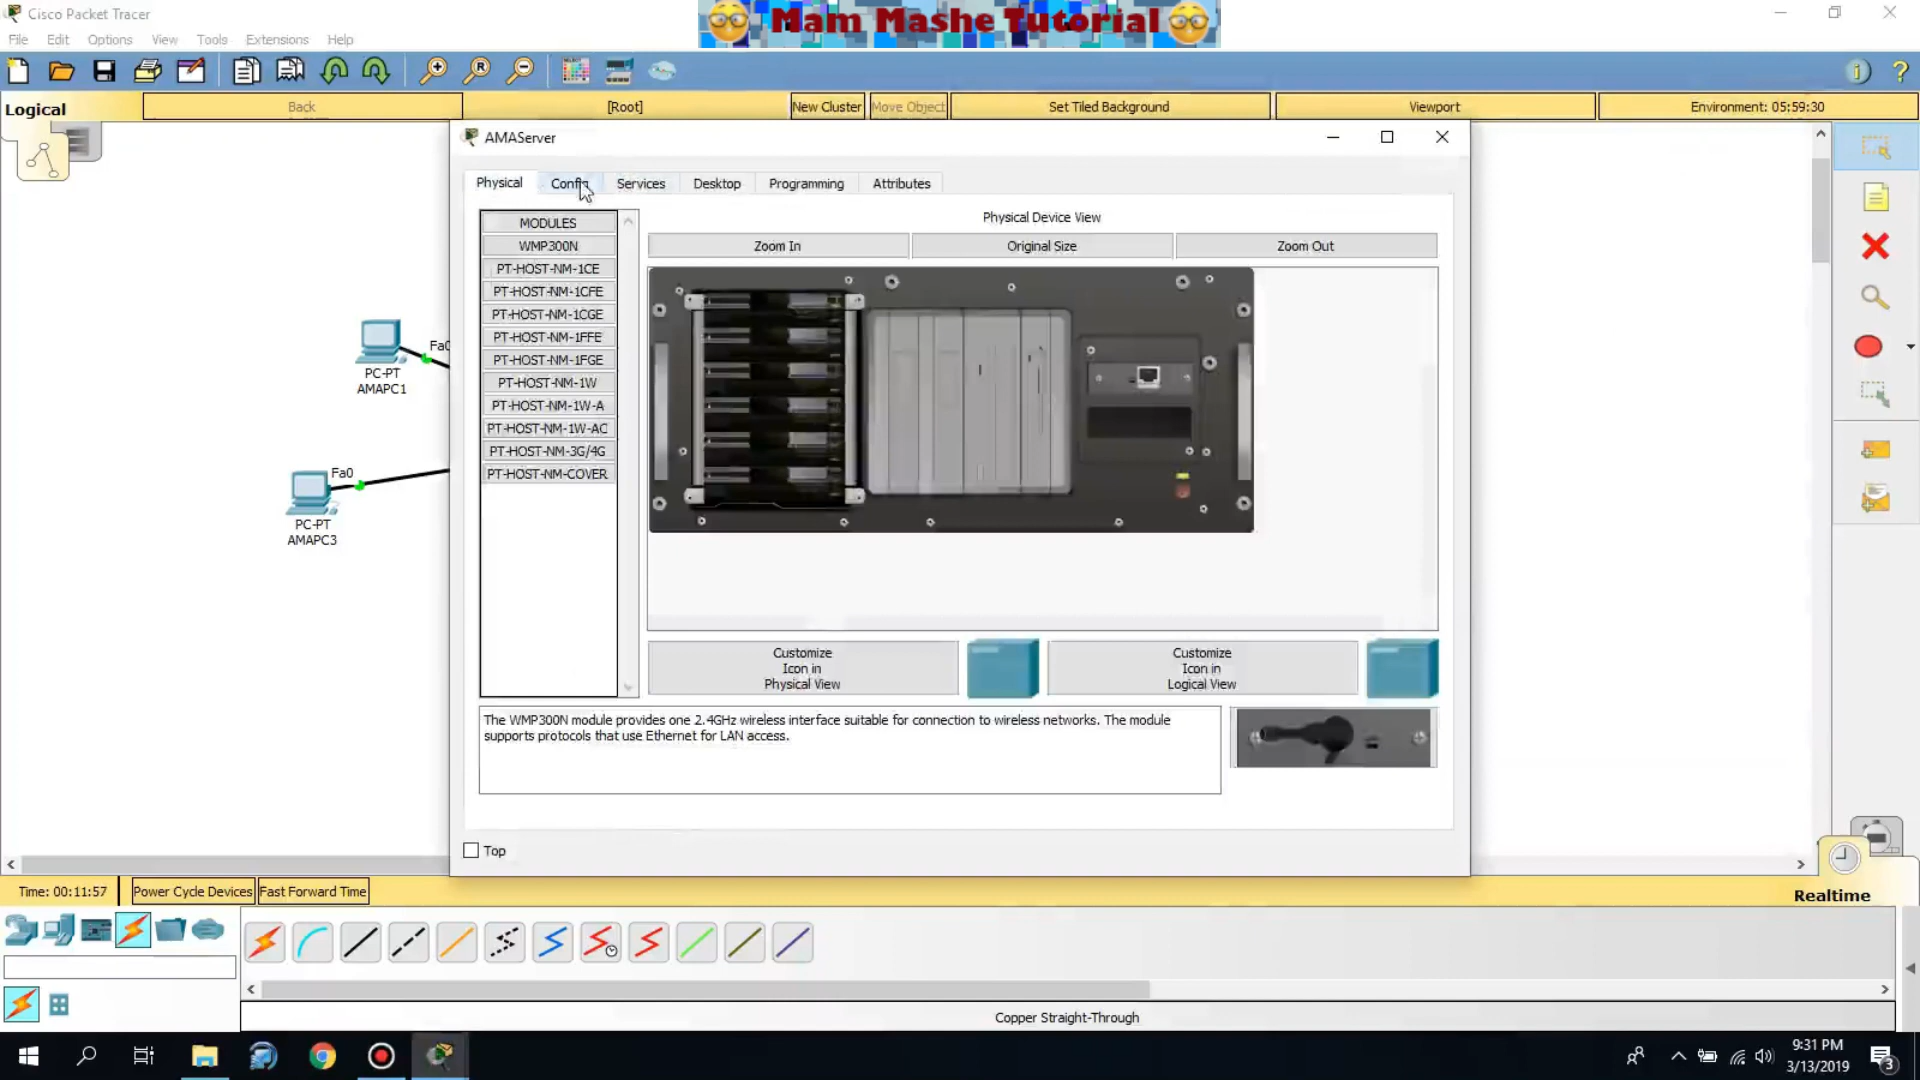 Cisco Packet Tracer
Mam Mashe Tutorial
File Edit Options View Tools Extensions Help
Logical
Back
[Root]
New Cluster
Move Object
Set Tiled Background
Viewport
Environment: 05:59:30
AMAServer
Physical Config Services Desktop Programming Attributes
MODULES
WMP300N
PT-HOST-NM-1CE
PT-HOST-NM-1CFE
PT-HOST-NM-1CGE
PT-HOST-NM-1FFE
PT-HOST-NM-1FGE
PT-HOST-NM-1W
PT-HOST-NM-1W-A
PT-HOST-NM-1W-AC
PT-HOST-NM-3G/4G
PT-HOST-NM-COVER
Physical Device View
Zoom In
Original Size
Zoom Out
Fa0
PC-PT
AMAPC1
Fa0
PC-PT
AMAPC3
Customize
Icon in
Physical View
Customize
Icon in
Logical View
The WMP300N module provides one 2.4GHz wireless interface suitable for connection to wireless networks. The module
supports protocols that use Ethernet for LAN access.
Top
Time: 00:11:57
Power Cycle Devices
Fast Forward Time
Realtime
Copper Straight-Through
9:31 PM
3/13/2019
3